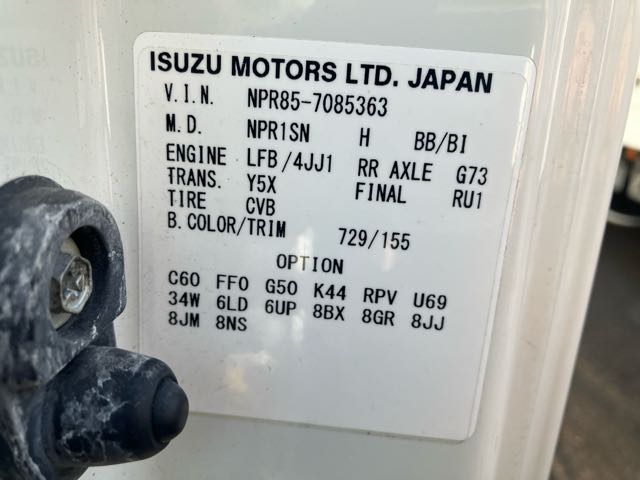 ISUZU MOTORS LTD. JAPAN
V.I.N. NPR85-7085363
M.D. NPR1SN H BB/BI
ENGINE LFB/4JJ1 RR AXLE G73
TRANS. Y5X FINAL RU1
TIRE CVB
B.COLOR/TRIM 729/155
OPTION
C60 FF0 G50 K44 RPV U69
34W 6LD 6UP 8BX 8GR 8JJ
8JM 8NS